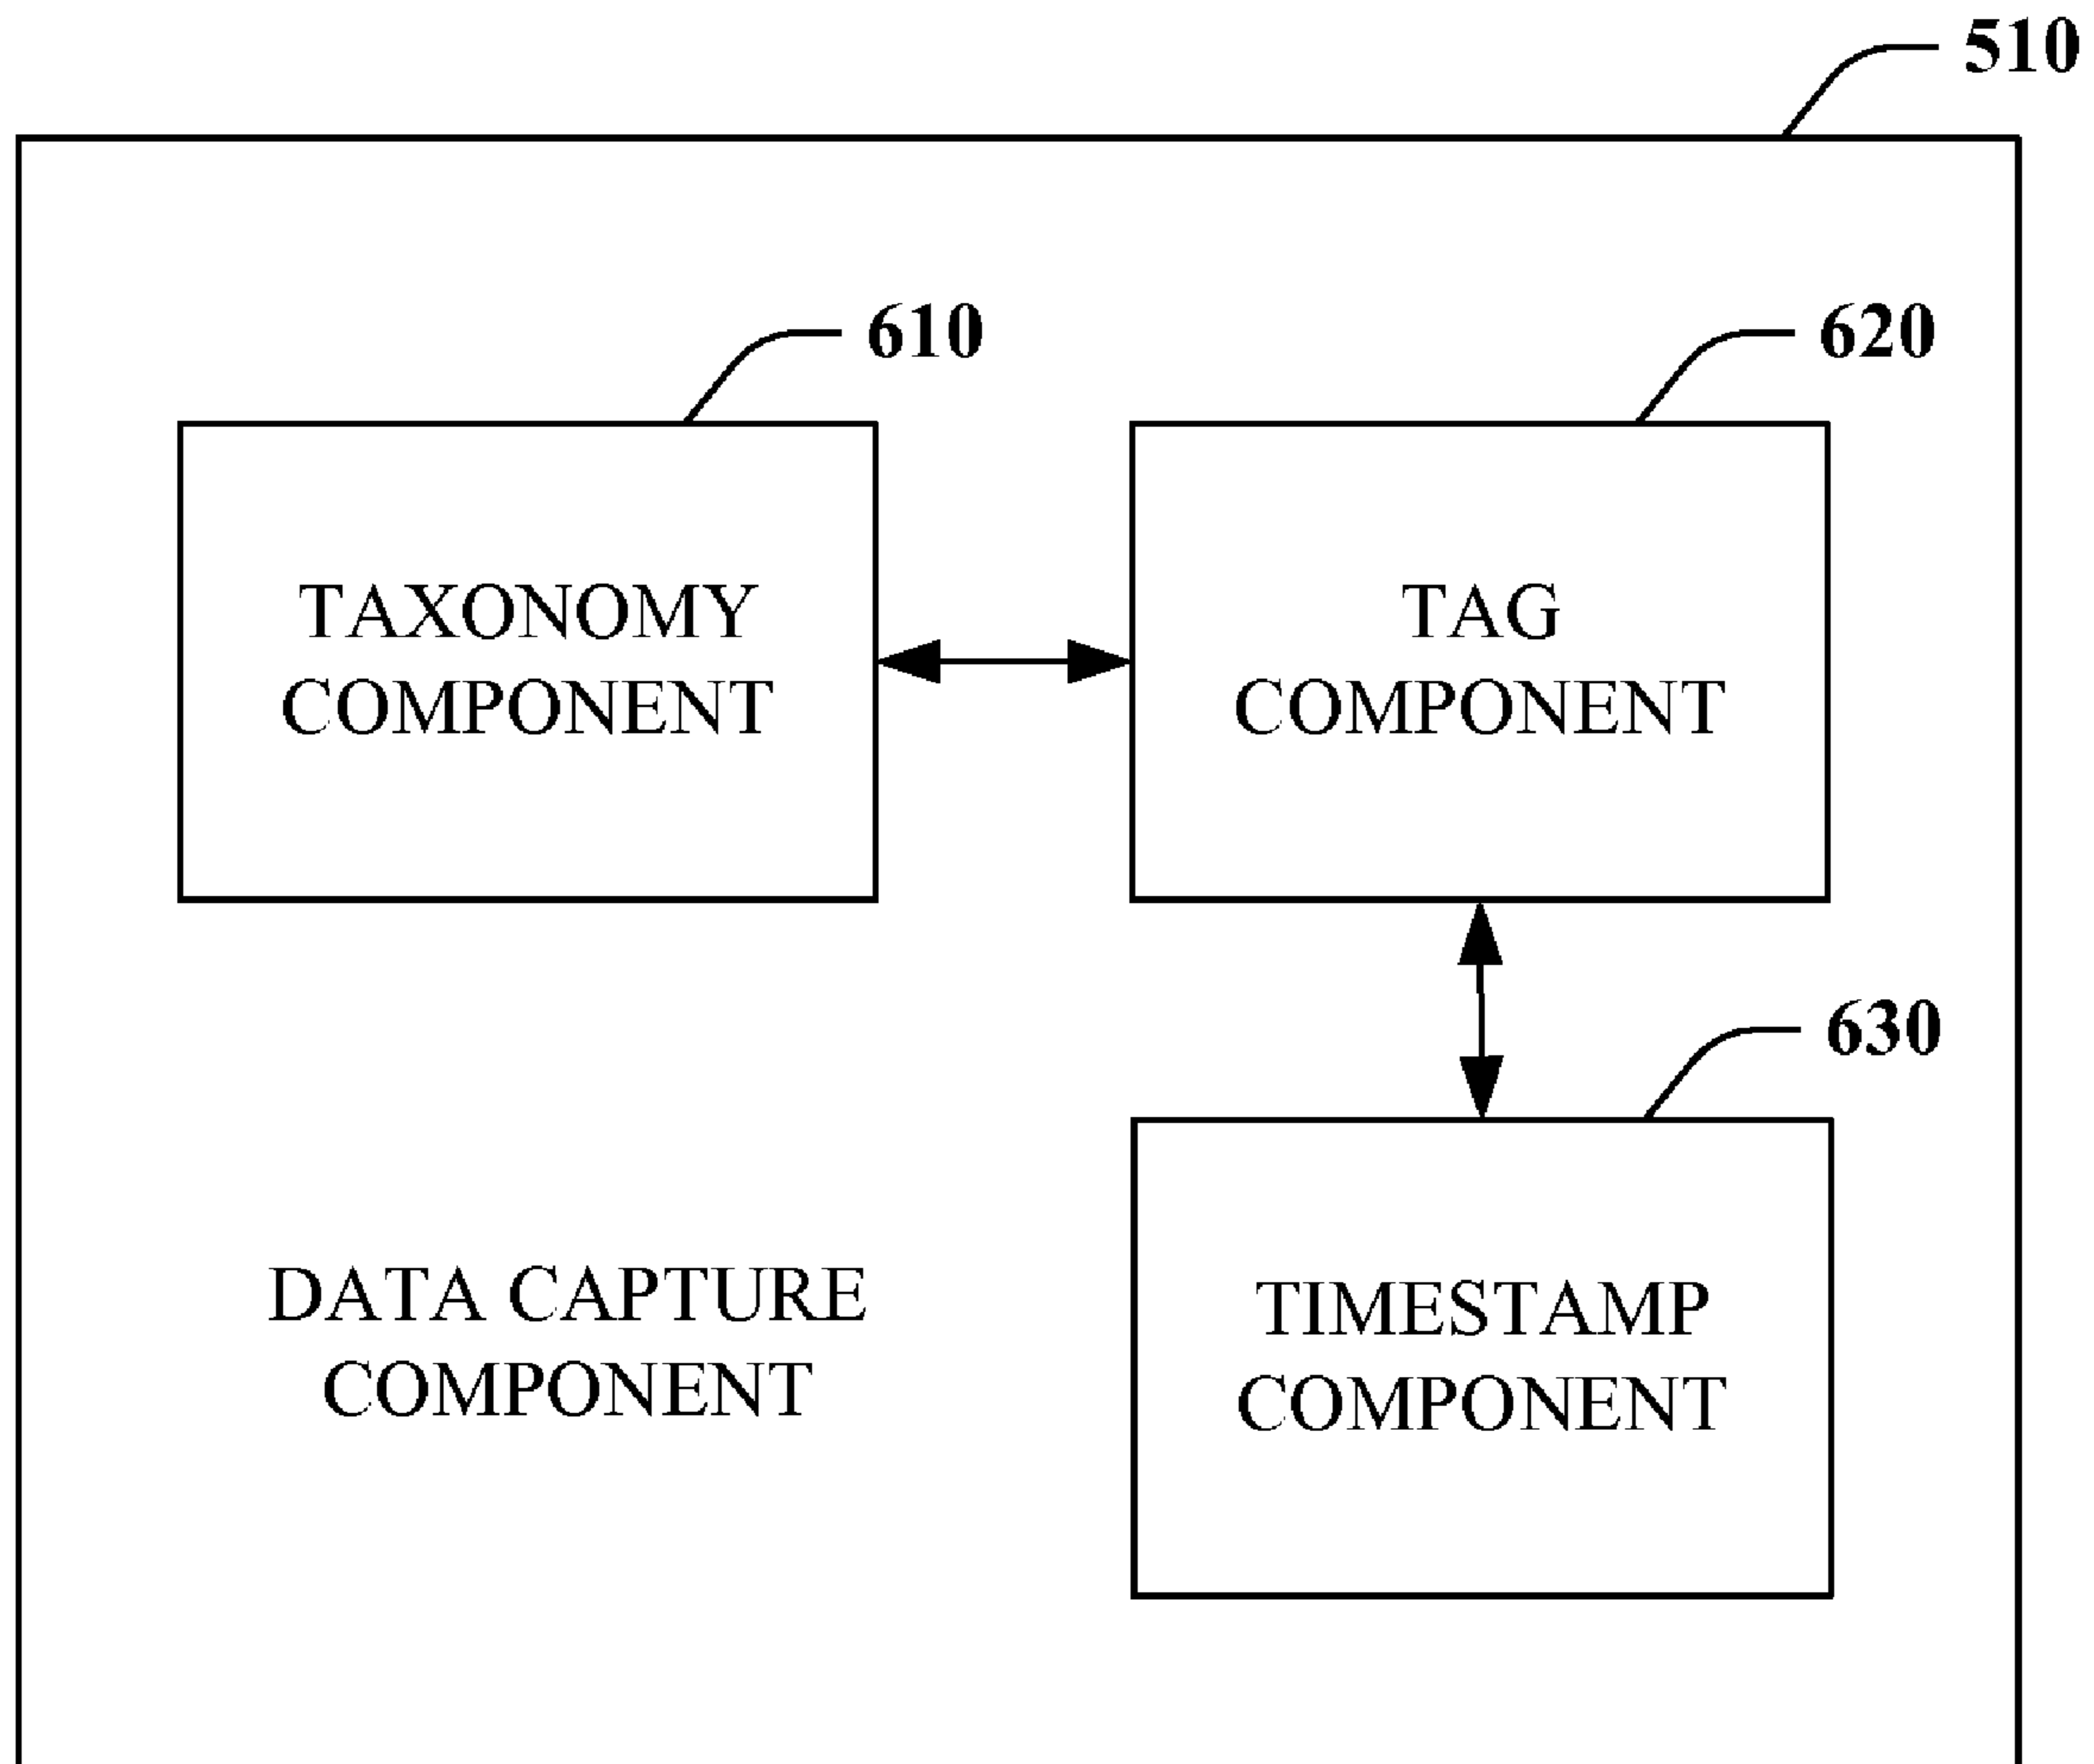 510
610
620
TAXONOMY
COMPONENT
TAG
COMPONENT
630
DATA CAPTURE
COMPONENT
TIMESTAMP
COMPONENT